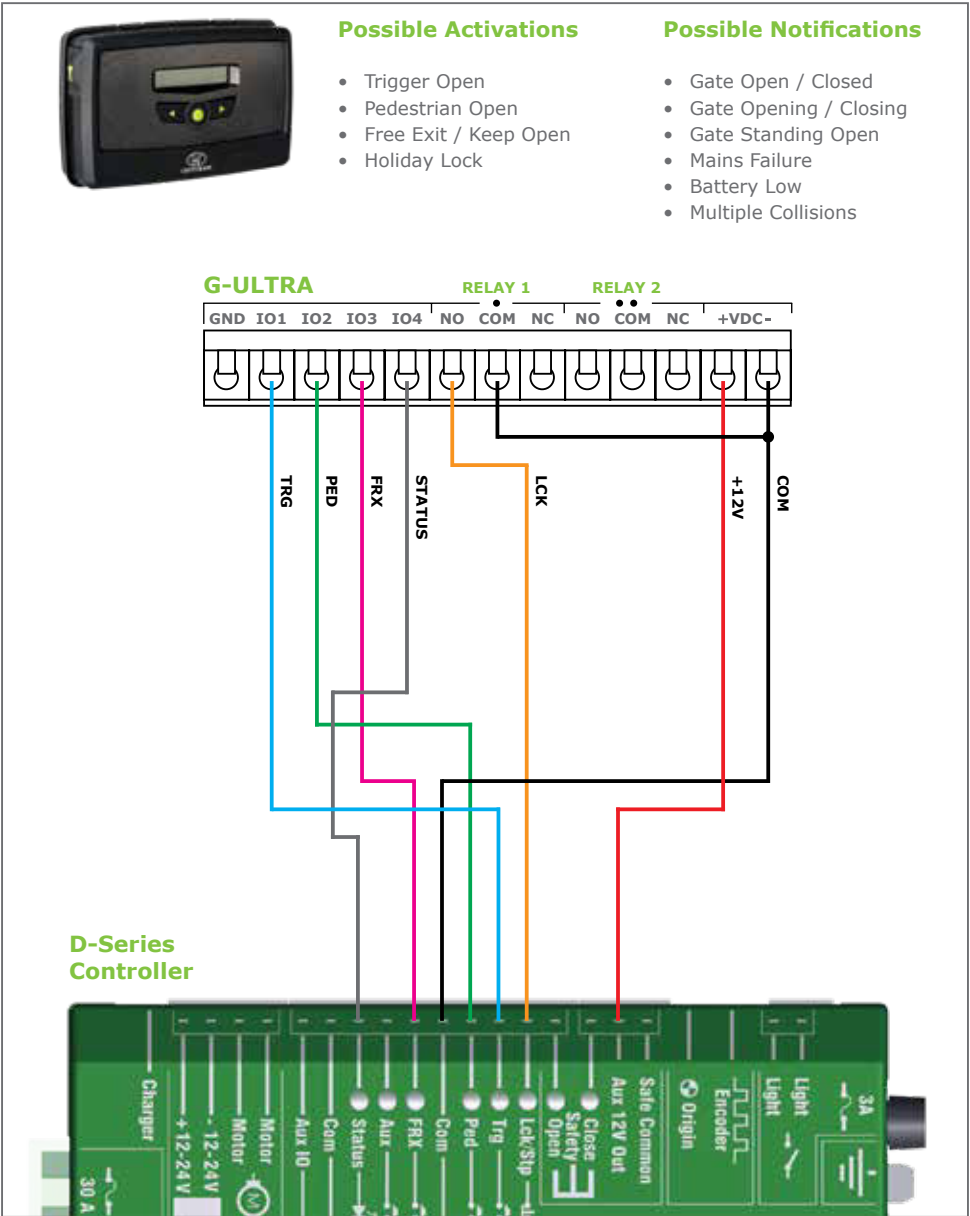 Possible Activations
• Trigger Open
• Pedestrian Open
• Free Exit / Keep Open
• Holiday Lock
Possible Notifications
• Gate Open / Closed
• Gate Opening / Closing
• Gate Standing Open
• Mains Failure
• Battery Low
• Multiple Collisions
G-ULTRA
RELAY 1
RELAY 2
GND IO1 IO2 IO3 IO4 NO COM NC NO COM NC +VDC-
TRG
PED
FRX
STATUS
LCK
+12V
COM
D-Series
Controller
Charger
+12-24V
-12-24V
Motor
Motor
M
Aux IO
Com
Status
Aux
FRX
Com
Ped
Trg
Lck/Stp
Open
Safety
Close
Aux 12V Out
Safe Common
Origin
Encoder
Light
Light
3A
30 A